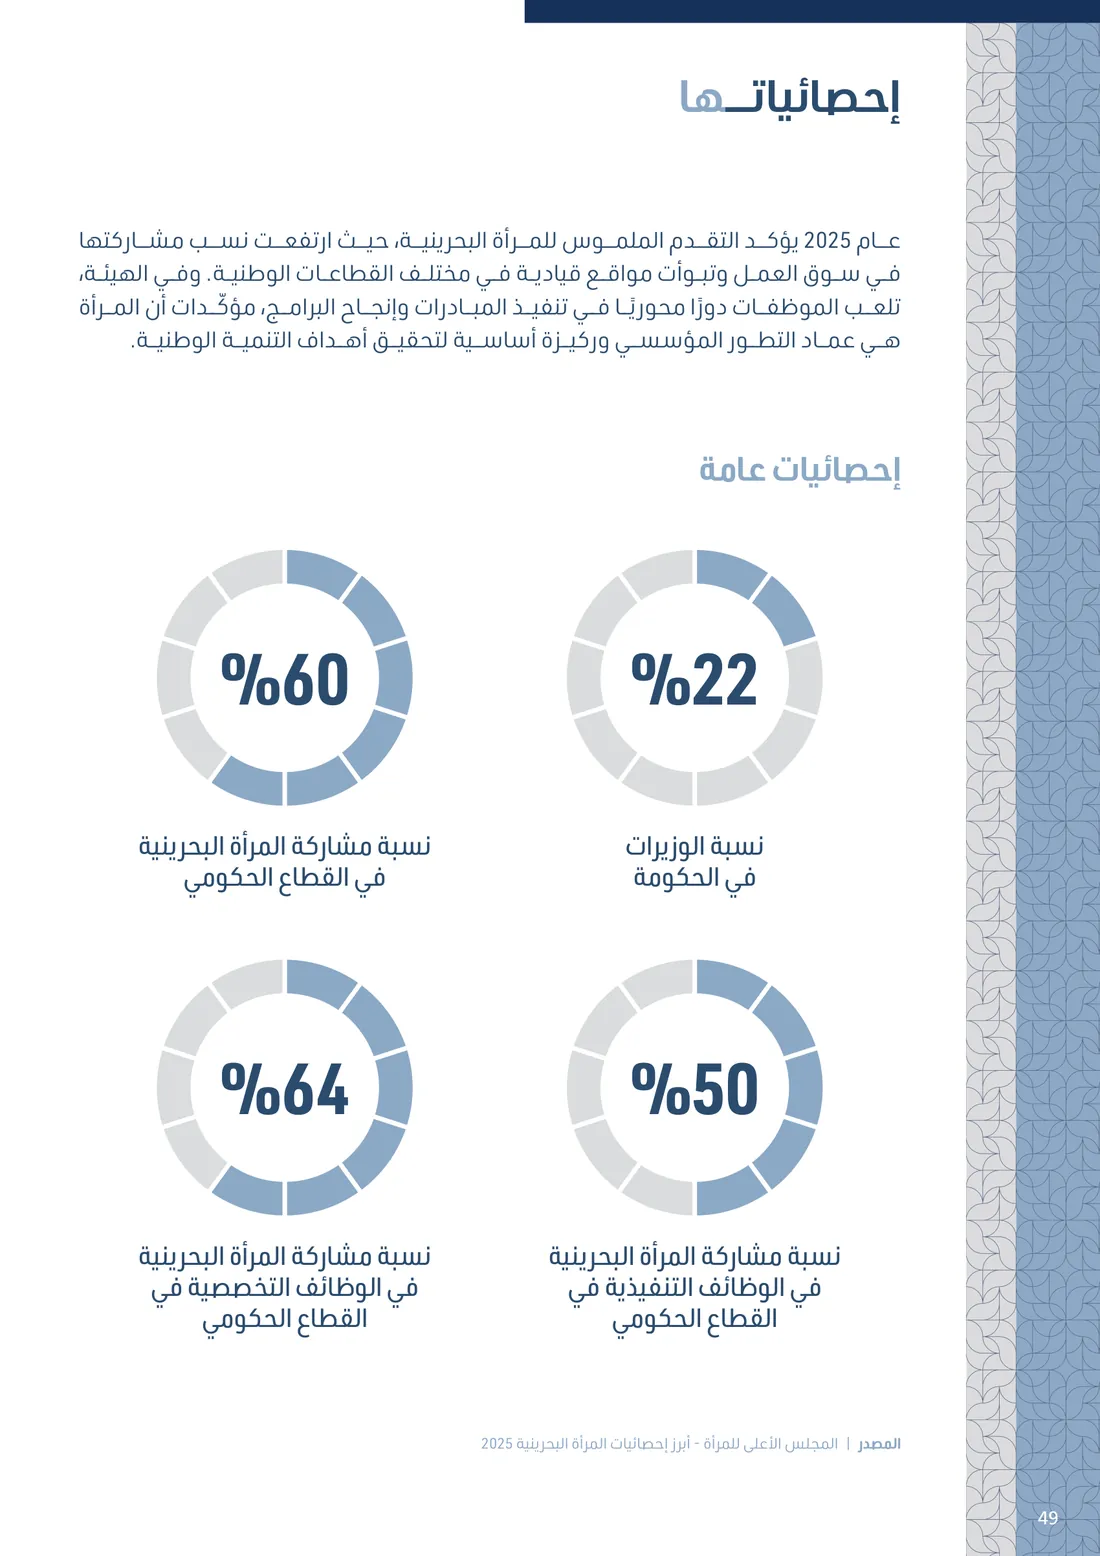 إحصائياتـها
عـام 2025 يؤكـد التقـدم الملمـوس للمـرأة البحرينيـة، حيـث ارتفعـت نسـب مشـاركتها
فـي سـوق العمـل وتبـوأت مواقـع قياديـة فـي مختلـف القطاعـات الوطنيـة. وفـي الهيئـة،
تلعـب الموظفـات دورًا محوريًـا فـي تنفيـذ المبـادرات وإنجـاح البرامـج، مؤكّـدات أن المـرأة
هـي عمـاد التطـور المؤسسـي وركيـزة أساسـية لتحقيـق أهـداف التنميـة الوطنيـة.
إحصائيات عامة
%22
نسبة الوزيرات
في الحكومة
%60
نسبة مشاركة المرأة البحرينية
في القطاع الحكومي
%50
نسبة مشاركة المرأة البحرينية
في الوظائف التنفيذية في
القطاع الحكومي
%64
نسبة مشاركة المرأة البحرينية
في الوظائف التخصصية في
القطاع الحكومي
المصدر | المجلس الأعلى للمرأة - أبرز إحصائيات المرأة البحرينية 2025
49